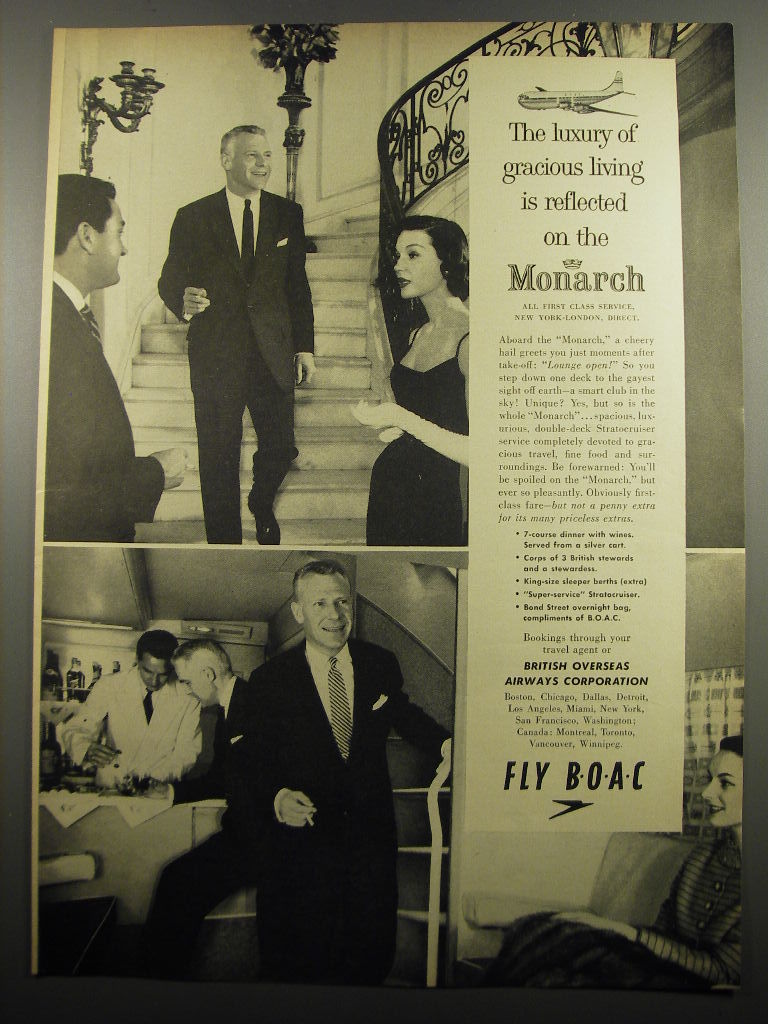 The luxury of
gracious living
is reflected
on the
Monarch
ALL FIRST CLASS SERVICE,
NEW YORK-LONDON, DIRECT.
Aboard the "Monarch," a cheery
hail greets you just moments after
take-off: "Lounge open!" So you
step down one deck to the gayest
sight off earth—a smart club in the
sky! Unique? Yes, but so is the
whole "Monarch"...spacious, lux-
urious, double-deck Stratocruiser
service completely devoted to gra-
cious travel, fine food and sur-
roundings. Be forewarned: You'll
be spoiled on the "Monarch," but
ever so pleasantly. Obviously first-
class fare—but not a penny extra
for its many priceless extras.
• 7-course dinner with wines.
Served from a silver cart.
• Corps of 3 British stewards
and a stewardess.
• King-size sleeper berths (extra)
• "Super-service" Stratocruiser.
• Bond Street overnight bag,
compliments of B.O.A.C.
Bookings through your
travel agent or
BRITISH OVERSEAS
AIRWAYS CORPORATION
Boston, Chicago, Dallas, Detroit,
Los Angeles, Miami, New York,
San Francisco, Washington;
Canada: Montreal, Toronto,
Vancouver, Winnipeg.
FLY B·O·A·C